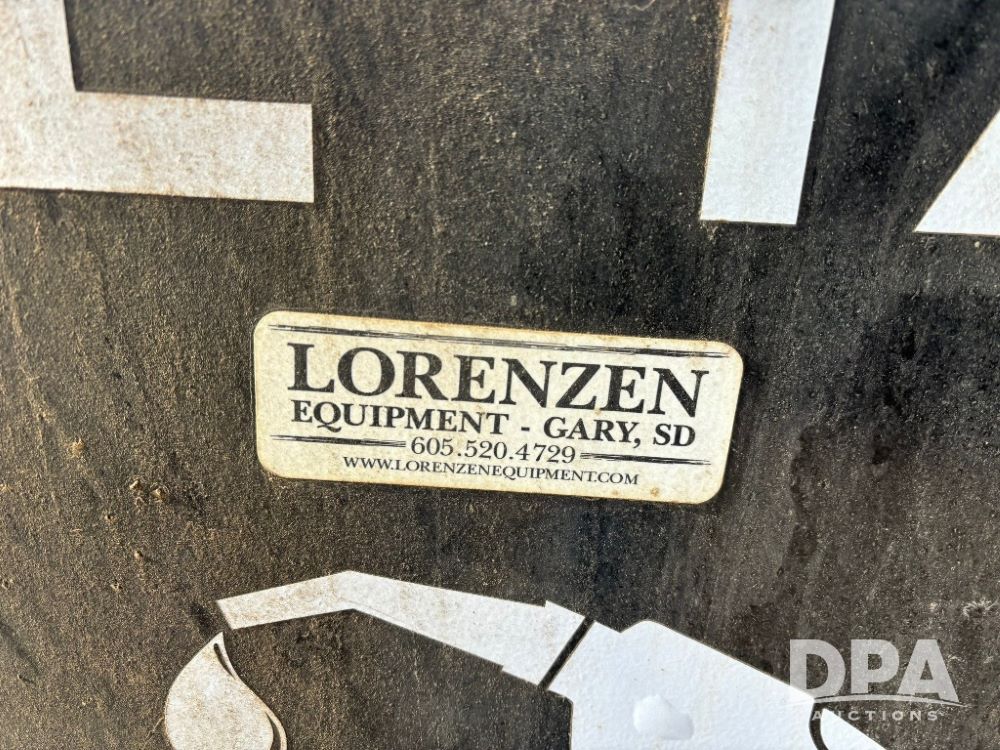 LORENZEN
EQUIPMENT - GARY, SD
605.520.4729
WWW.LORENZENEQUIPMENT.COM
DPA
AUCTIONS